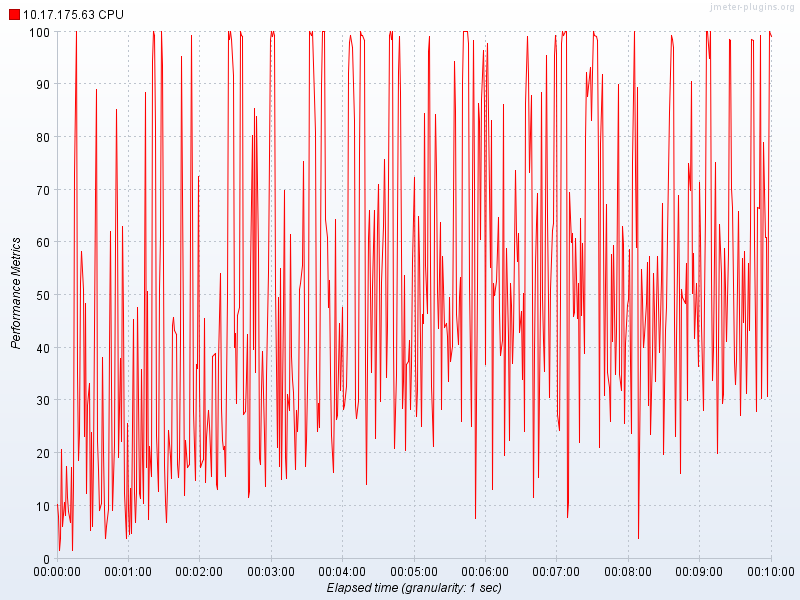 10.17.175.63 CPU
jmeter-plugins.org
100
90
80
70
60
50
40
30
20
10
0
Performance Metrics
00:00:00 00:01:00 00:02:00 00:03:00 00:04:00 00:05:00 00:06:00 00:07:00 00:08:00 00:09:00 00:10:00
Elapsed time (granularity: 1 sec)